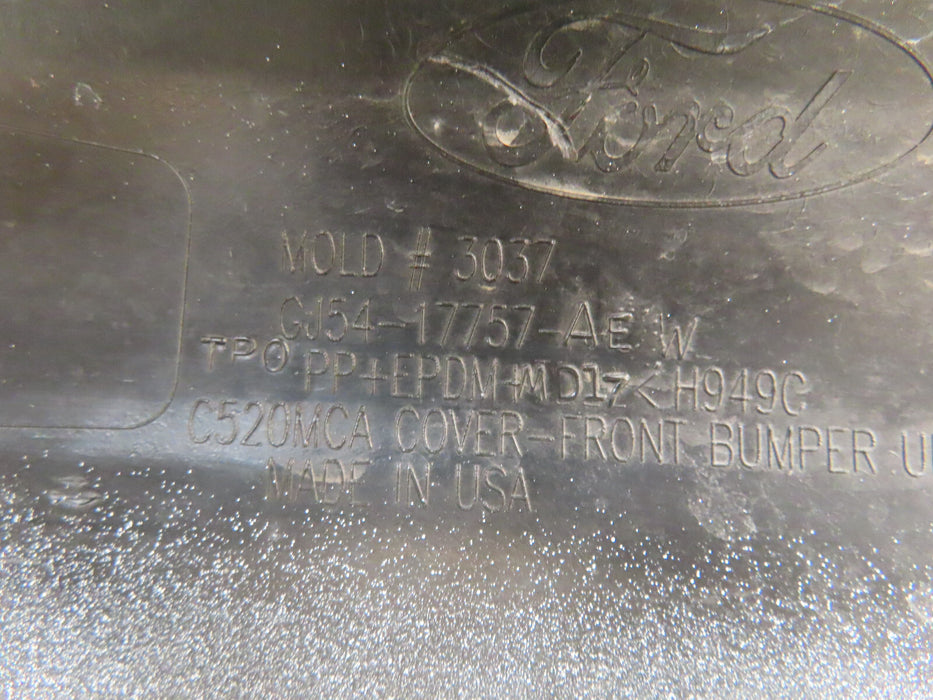 Ford
MOLD # 3037
GJ54-17757-AE W
TPO PP+EPDM+MD17< H949C
C520MCA COVER-FRONT BUMPER
MADE IN USA